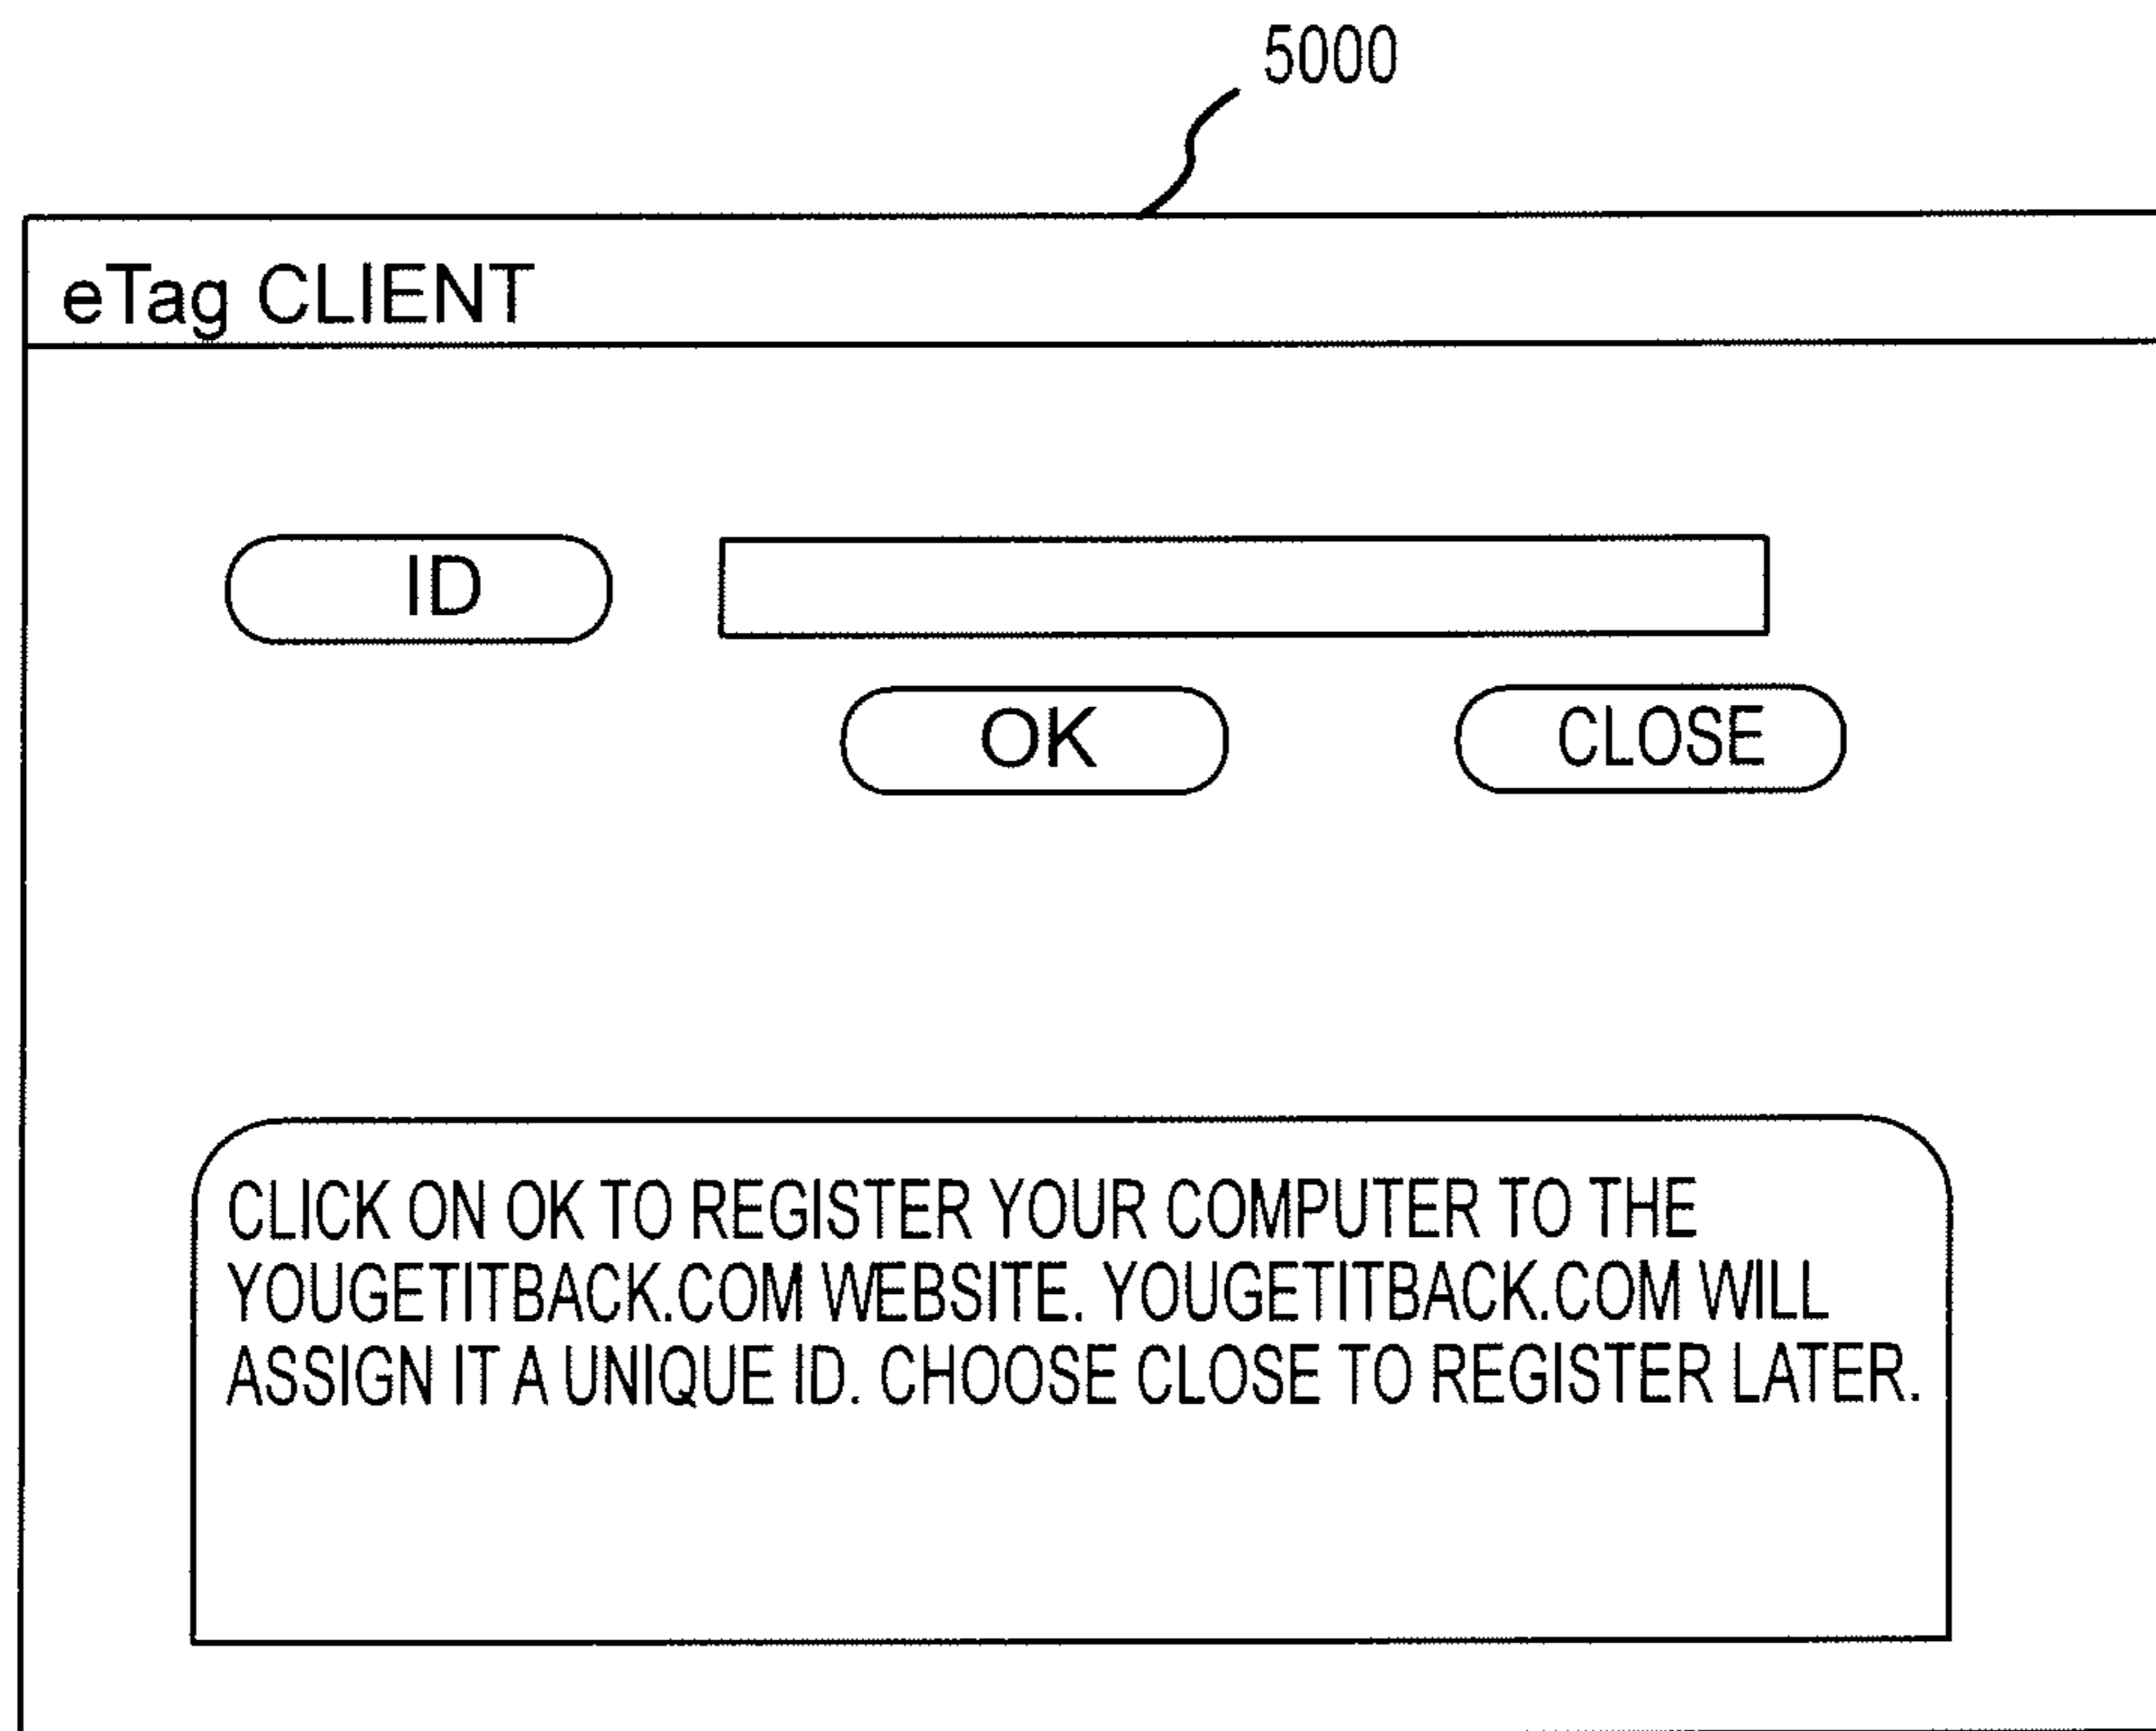 5000
eTag CLIENT
ID
OK CLOSE
CLICK ON OK TO REGISTER YOUR COMPUTER TO THE
YOUGETITBACK.COM WEBSITE. YOUGETITBACK.COM WILL
ASSIGN IT A UNIQUE ID. CHOOSE CLOSE TO REGISTER LATER.